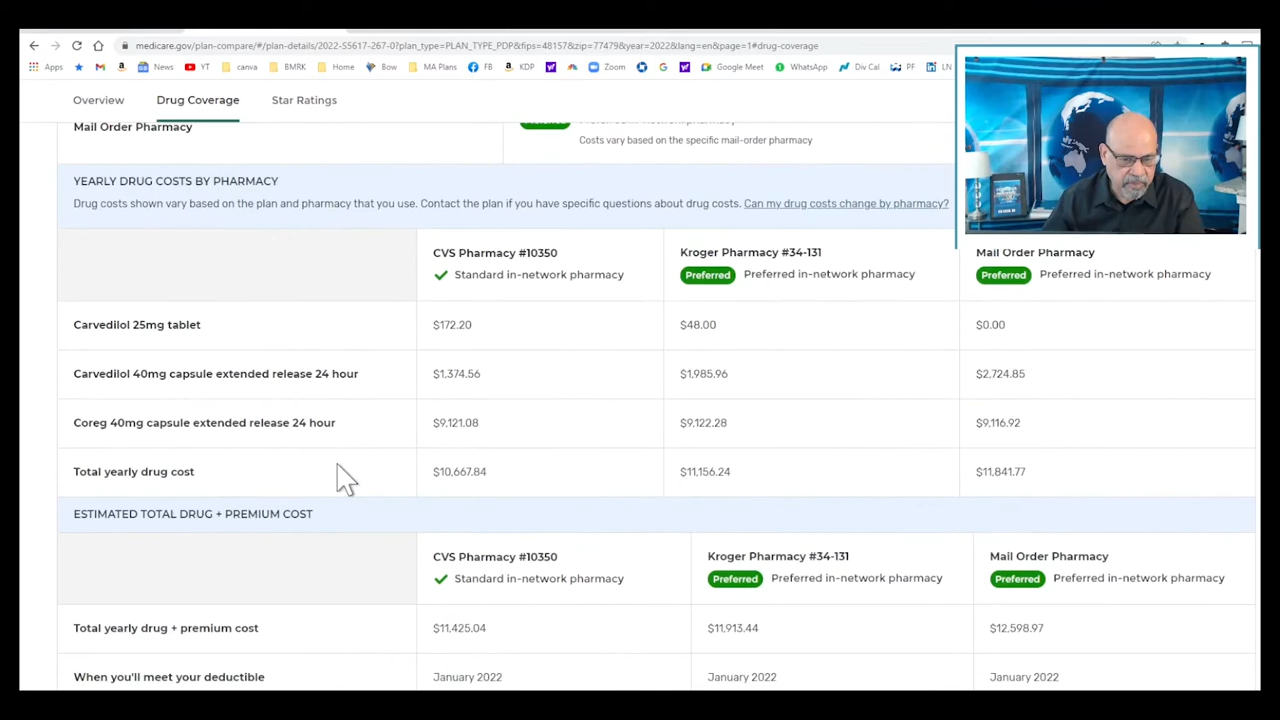 medicare.gov/plan-compare/#/plan-details/2022-S5617-267-0?plan_type=PLAN_TYPE_PDP&fips=48157&zip=77479&year=2022&lang=en&page=1#drug-coverage
Apps News YT canva BMRK Home Bow MA Plans FB KDP Zoom Google Meet WhatsApp Div Cal PF LN
Overview Drug Coverage Star Ratings
Mail Order Pharmacy
Costs vary based on the specific mail-order pharmacy
YEARLY DRUG COSTS BY PHARMACY
Drug costs shown vary based on the plan and pharmacy that you use. Contact the plan if you have specific questions about drug costs. Can my drug costs change by pharmacy?
CVS Pharmacy #10350 Kroger Pharmacy #34-131 Mail Order Pharmacy
Standard in-network pharmacy Preferred Preferred in-network pharmacy Preferred Preferred in-network pharmacy
Carvedilol 25mg tablet $172.20 $48.00 $0.00
Carvedilol 40mg capsule extended release 24 hour $1,374.56 $1,985.96 $2,724.85
Coreg 40mg capsule extended release 24 hour $9,121.08 $9,122.28 $9,116.92
Total yearly drug cost $10,667.84 $11,156.24 $11,841.77
ESTIMATED TOTAL DRUG + PREMIUM COST
CVS Pharmacy #10350 Kroger Pharmacy #34-131 Mail Order Pharmacy
Standard in-network pharmacy Preferred Preferred in-network pharmacy Preferred Preferred in-network pharmacy
Total yearly drug + premium cost $11,425.04 $11,913.44 $12,598.97
When you'll meet your deductible January 2022 January 2022 January 2022